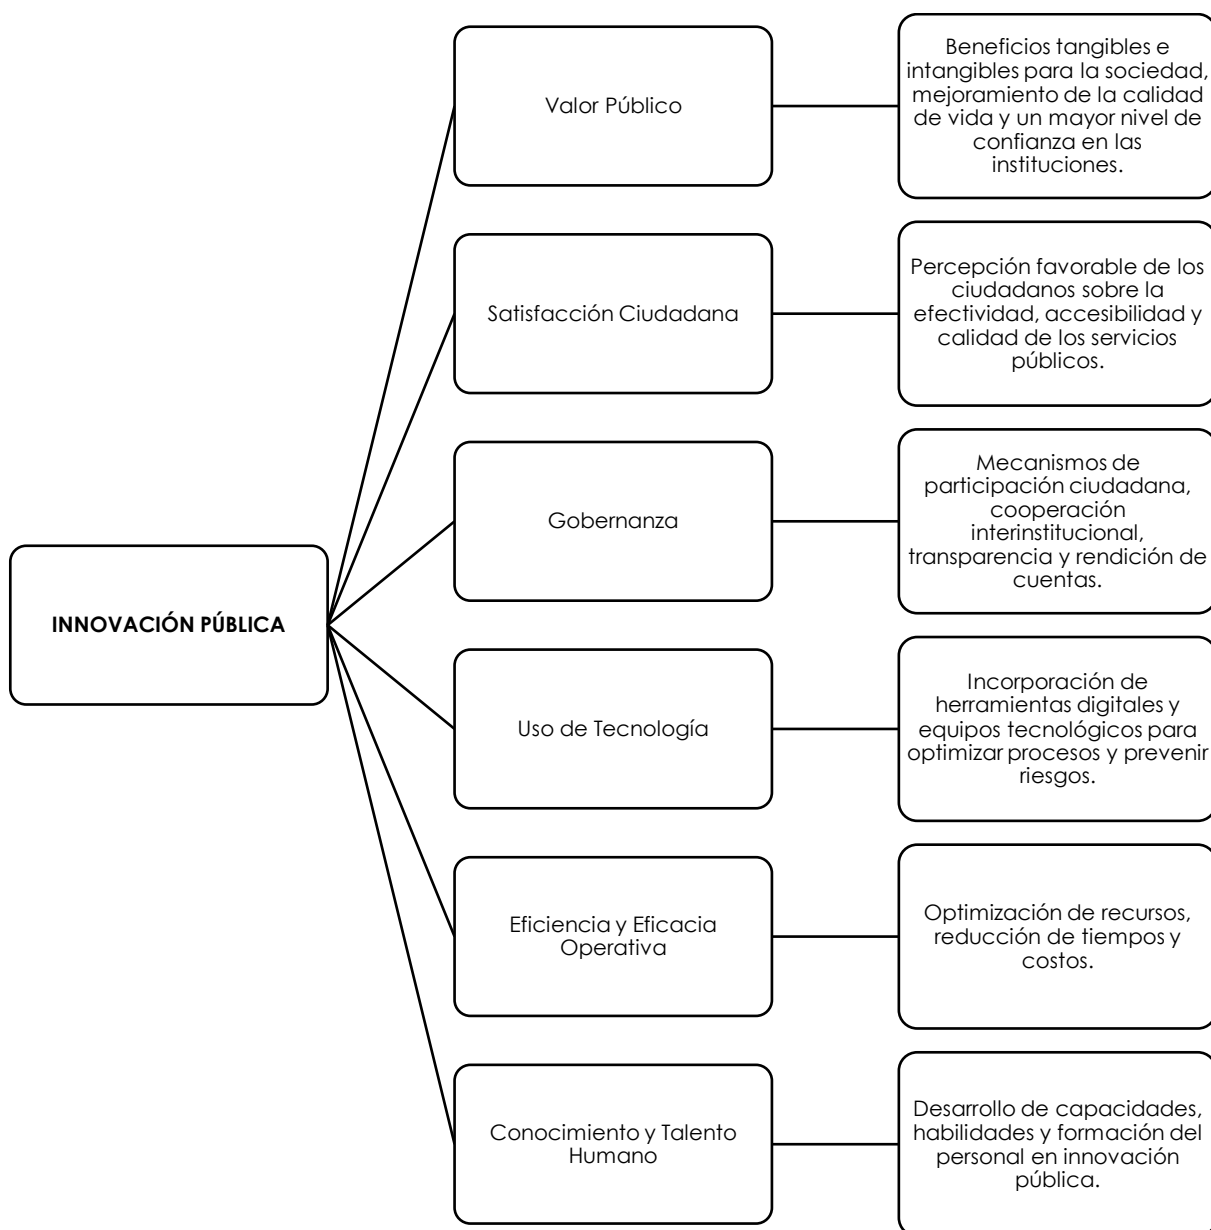 INNOVACIÓN PÚBLICA
Valor Público
Beneficios tangibles e
intangibles para la sociedad,
mejoramiento de la calidad
de vida y un mayor nivel de
confianza en las
instituciones.
Satisfacción Ciudadana
Percepción favorable de los
ciudadanos sobre la
efectividad, accesibilidad y
calidad de los servicios
públicos.
Gobernanza
Mecanismos de
participación ciudadana,
cooperación
interinstitucional,
transparencia y rendición de
cuentas.
Uso de Tecnología
Incorporación de
herramientas digitales y
equipos tecnológicos para
optimizar procesos y prevenir
riesgos.
Eficiencia y Eficacia
Operativa
Optimización de recursos,
reducción de tiempos y
costos.
Conocimiento y Talento
Humano
Desarrollo de capacidades,
habilidades y formación del
personal en innovación
pública.